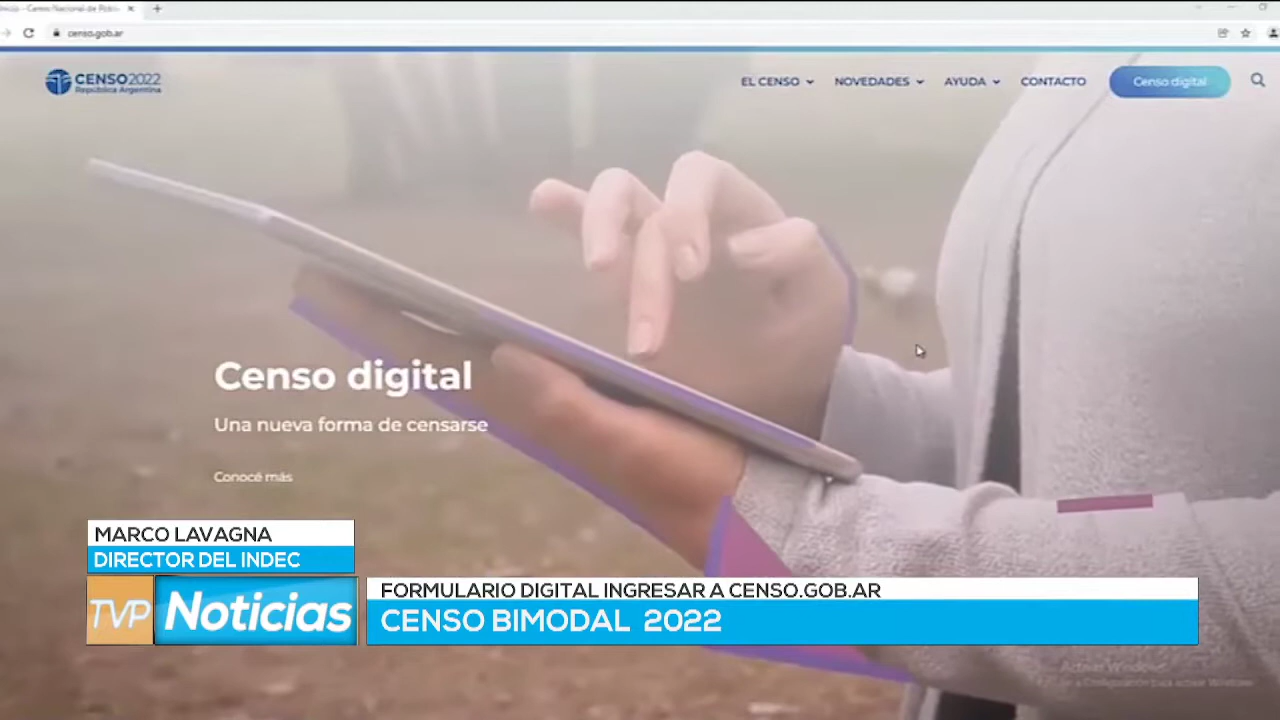 censo.gob.ar
CENSO2022
República Argentina
EL CENSO
NOVEDADES
AYUDA
CONTACTO
Censo digital
Censo digital
Una nueva forma de censarse
Conocé más
MARCO LAVAGNA
DIRECTOR DEL INDEC
TVP Noticias
FORMULARIO DIGITAL INGRESAR A CENSO.GOB.AR
CENSO BIMODAL 2022